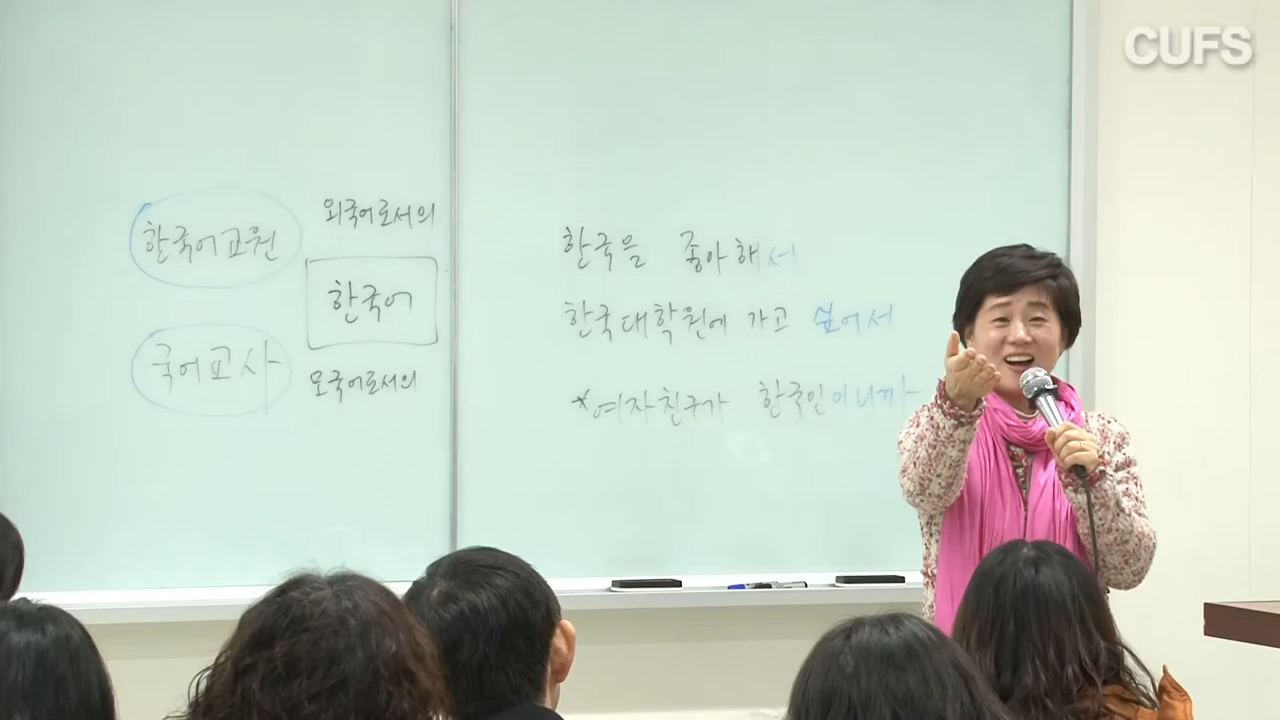 CUFS
한국어교원
외국어로서의
한국어
국어교사
모국어로서의
한국을 좋아해서
한국대학원에 가고 싶어서
*여자친구가 한국인이니까